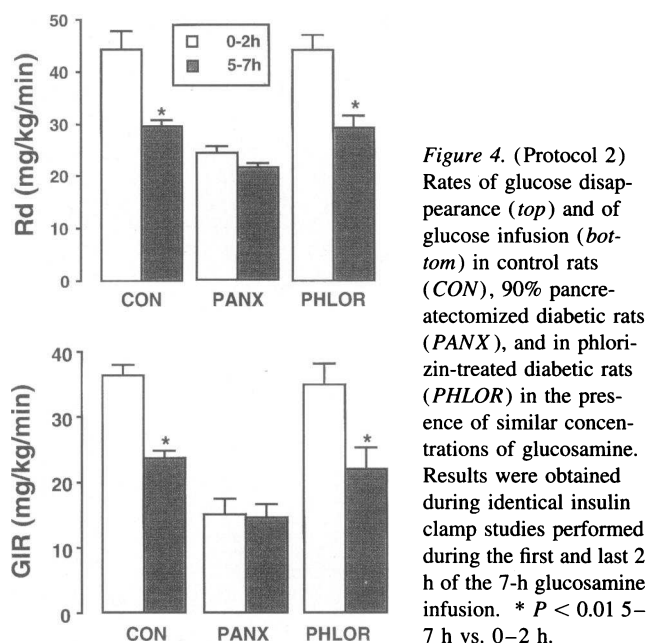 50
40
30
20
10
0
Rd (mg/kg/min)
0-2h
5-7h
*
*
CON PANX PHLOR
40
30
20
10
0
GIR (mg/kg/min)
*
*
CON PANX PHLOR
Figure 4. (Protocol 2)
Rates of glucose disap-
pearance (top) and of
glucose infusion (bot-
tom) in control rats
(CON), 90% pancre-
atectomized diabetic rats
(PANX), and in phlori-
zin-treated diabetic rats
(PHLOR) in the pres-
ence of similar concen-
trations of glucosamine.
Results were obtained
during identical insulin
clamp studies performed
during the first and last 2
h of the 7-h glucosamine
infusion. * P < 0.01 5–
7 h vs. 0–2 h.